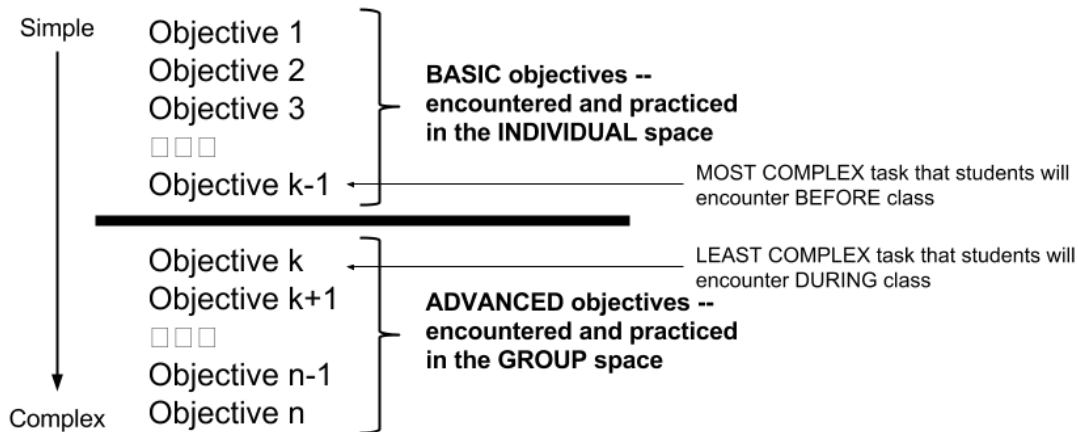 Simple
Objective 1
Objective 2
Objective 3
□□□
Objective k-1
BASIC objectives --
encountered and practiced
in the INDIVIDUAL space
MOST COMPLEX task that students will
encounter BEFORE class
Objective k
Objective k+1
□□□
Objective n-1
Objective n
LEAST COMPLEX task that students will
encounter DURING class
ADVANCED objectives --
encountered and practiced
in the GROUP space
Complex